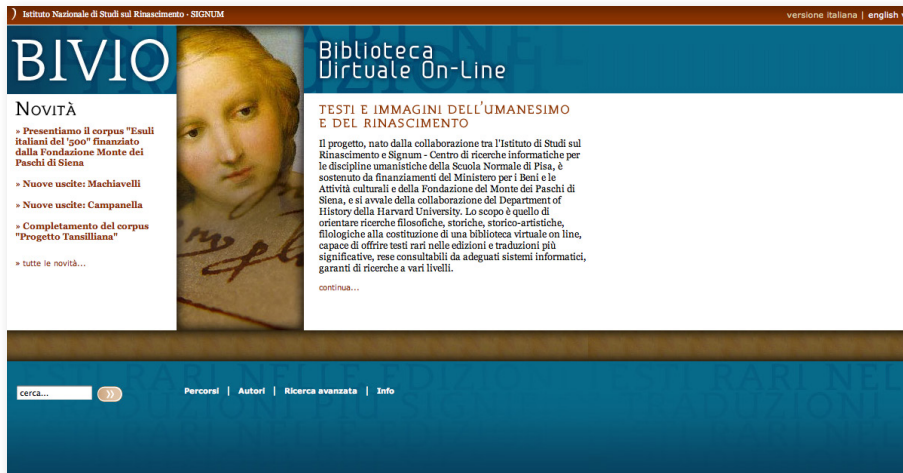 Istituto Nazionale di Studi sul Rinascimento - SIGNUM
versione italiana | english
BIVIO
Biblioteca
Virtuale On-Line
Novità
» Presentiamo il corpus "Esuli
italiani del '500" finanziato
dalla Fondazione Monte dei
Paschi di Siena
» Nuove uscite: Machiavelli
» Nuove uscite: Campanella
» Completamento del corpus
"Progetto Tansilliana"
» tutte le novità...
TESTI E IMMAGINI DELL'UMANESIMO
E DEL RINASCIMENTO
Il progetto, nato dalla collaborazione tra l'Istituto di Studi sul
Rinascimento e Signum - Centro di ricerche informatiche per
le discipline umanistiche della Scuola Normale di Pisa, è
sostenuto da finanziamenti del Ministero per i Beni e le
Attività culturali e della Fondazione del Monte dei Paschi di
Siena, e si avvale della collaborazione del Department of
History della Harvard University. Lo scopo è quello di
orientare ricerche filosofiche, storiche, storico-artistiche,
filologiche alla costituzione di una biblioteca virtuale on line,
capace di offrire testi rari nelle edizioni e traduzioni più
significative, rese consultabili da adeguati sistemi informatici,
garanti di ricerche a vari livelli.
continua...
cerca...
Percorsi | Autori | Ricerca avanzata | Info